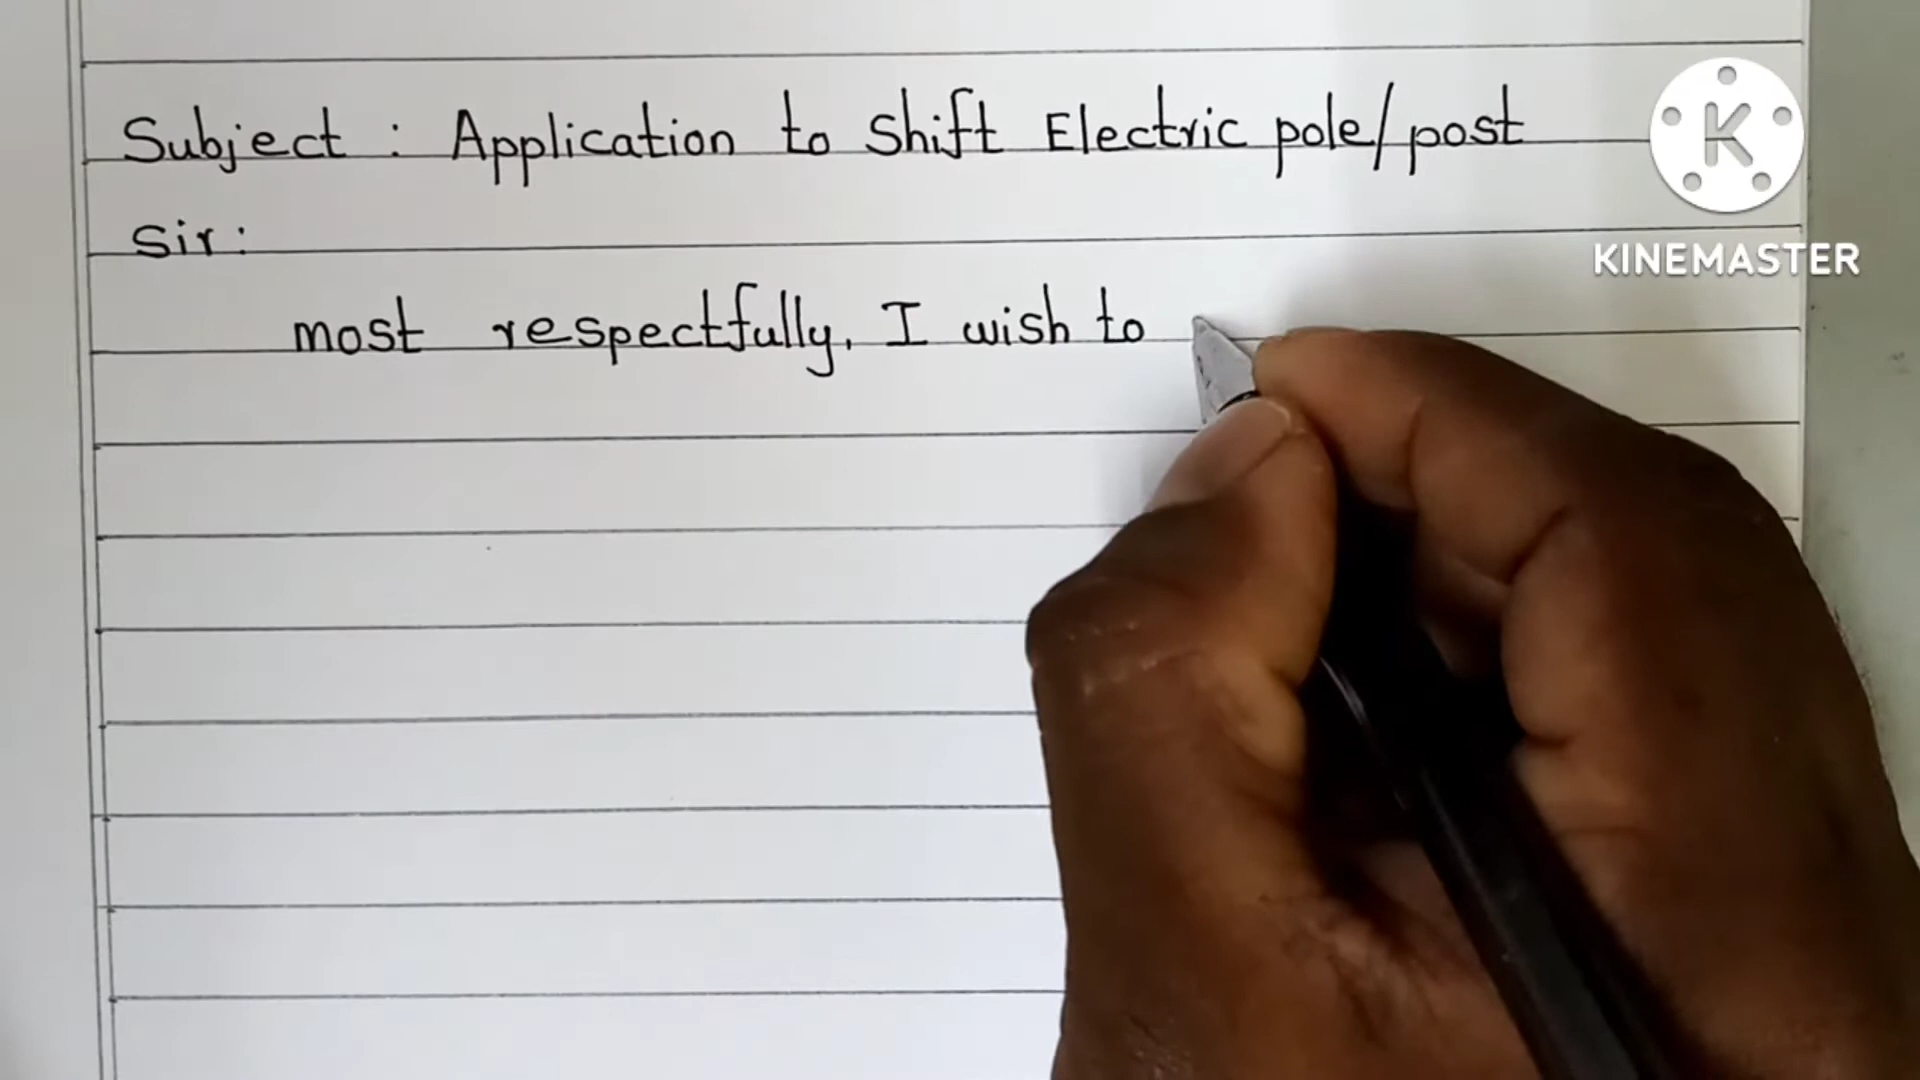 Subject : Application to Shift Electric pole/post
Sir:
most respectfully, I wish to
K
KINEMASTER